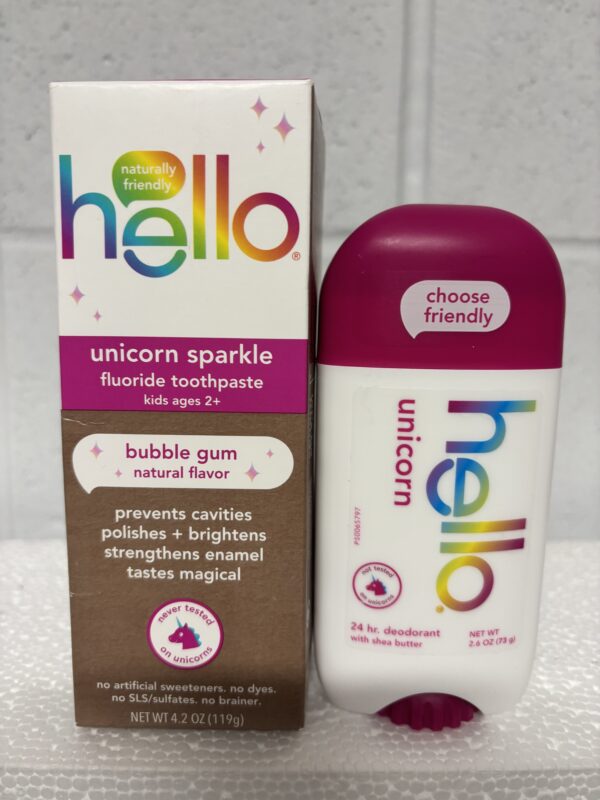 naturally
friendly
hello®
unicorn sparkle
fluoride toothpaste
kids ages 2+
bubble gum
natural flavor
prevents cavities
polishes + brightens
strengthens enamel
tastes magical
never tested
on unicorns
no artificial sweeteners. no dyes.
no SLS/sulfates. no brainer.
NET WT 4.2 OZ (119g)
choose
friendly
hello®
unicorn
P50065797
not tested
on unicorns
24 hr. deodorant
with shea butter
NET WT
2.6 OZ (73 g)